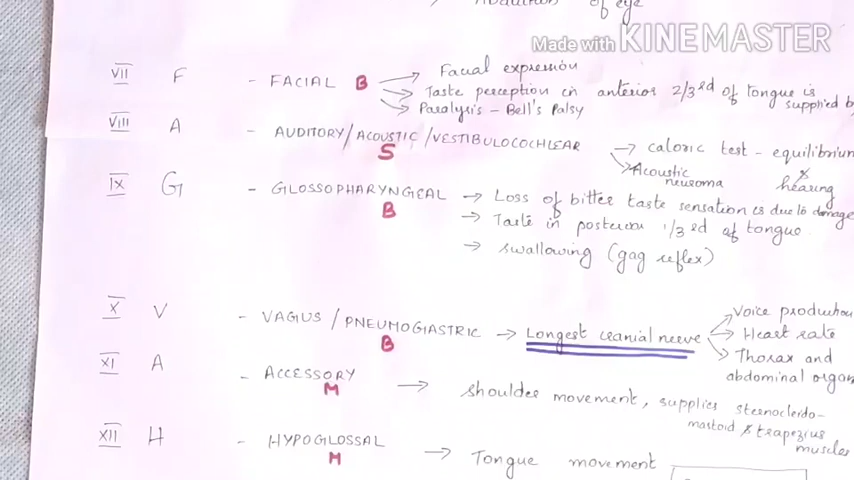 Abduction of eye
Made with KINEMASTER
VII F - FACIAL B → Facial expression
→ Taste perception in anterior 2/3rd of tongue is supplied by
→ Paralysis - Bell's Palsy
VIII A - AUDITORY/ACOUSTIC/VESTIBULOCOCHLEAR S → caloric test - equilibrium & hearing
→ Acoustic neuroma
IX G - GLOSSOPHARYNGEAL B → Loss of bitter taste sensation is due to damage
→ Taste in posterior 1/3rd of tongue
→ swallowing (gag reflex)
X V - VAGUS / PNEUMOGASTRIC B → Longest cranial nerve → Voice production
→ Heart rate
→ Thorax and abdominal organ
XI A - ACCESSORY M → shoulder movement, supplies sternocleido-
mastoid & trapezius muscles
XII H - HYPOGLOSSAL M → Tongue movement